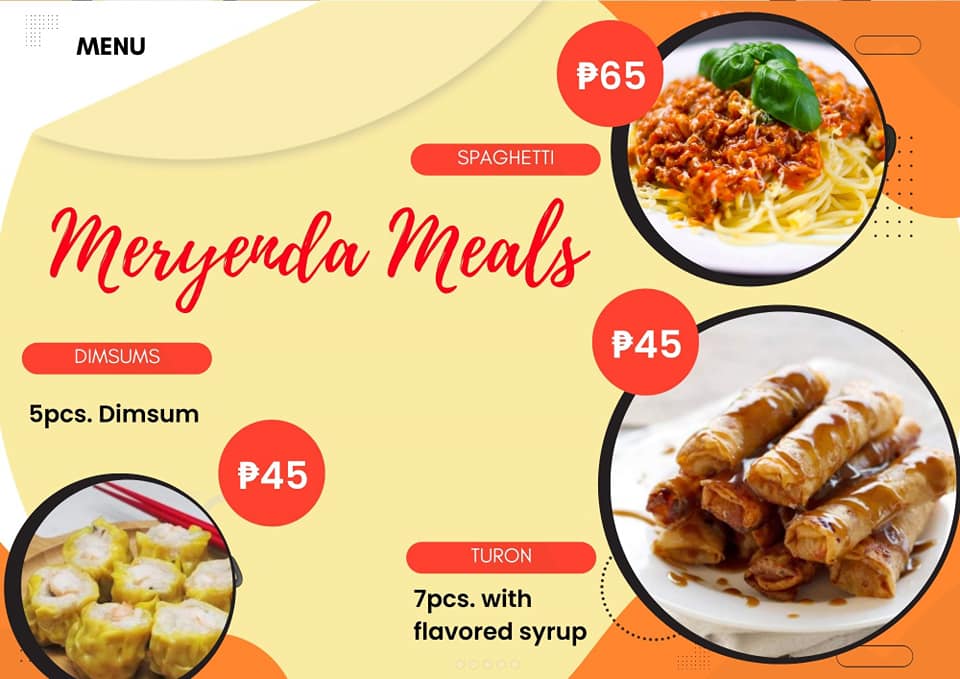 MENU
₱65
SPAGHETTI
Meryenda Meals
₱45
DIMSUMS
5pcs. Dimsum
₱45
TURON
7pcs. with
flavored syrup